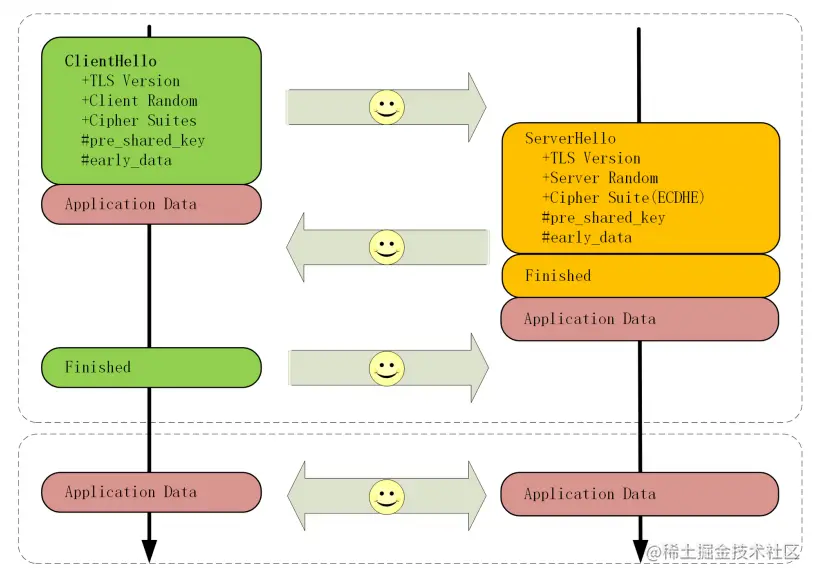 ClientHello
+TLS Version
+Client Random
+Cipher Suites
#pre_shared_key
#early_data
Application Data
ServerHello
+TLS Version
+Server Random
+Cipher Suite(ECDHE)
#pre_shared_key
#early_data
Finished
Application Data
Finished
Application Data
Application Data
@稀土掘金技术社区